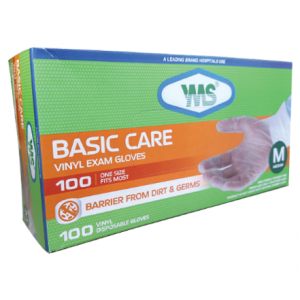 A LEADING BRAND HOSPITALS USE
WMS
BASIC CARE
VINYL EXAM GLOVES
100 ONE SIZE
FITS MOST
M
BARRIER FROM DIRT & GERMS
100 VINYL
DISPOSABLE GLOVES